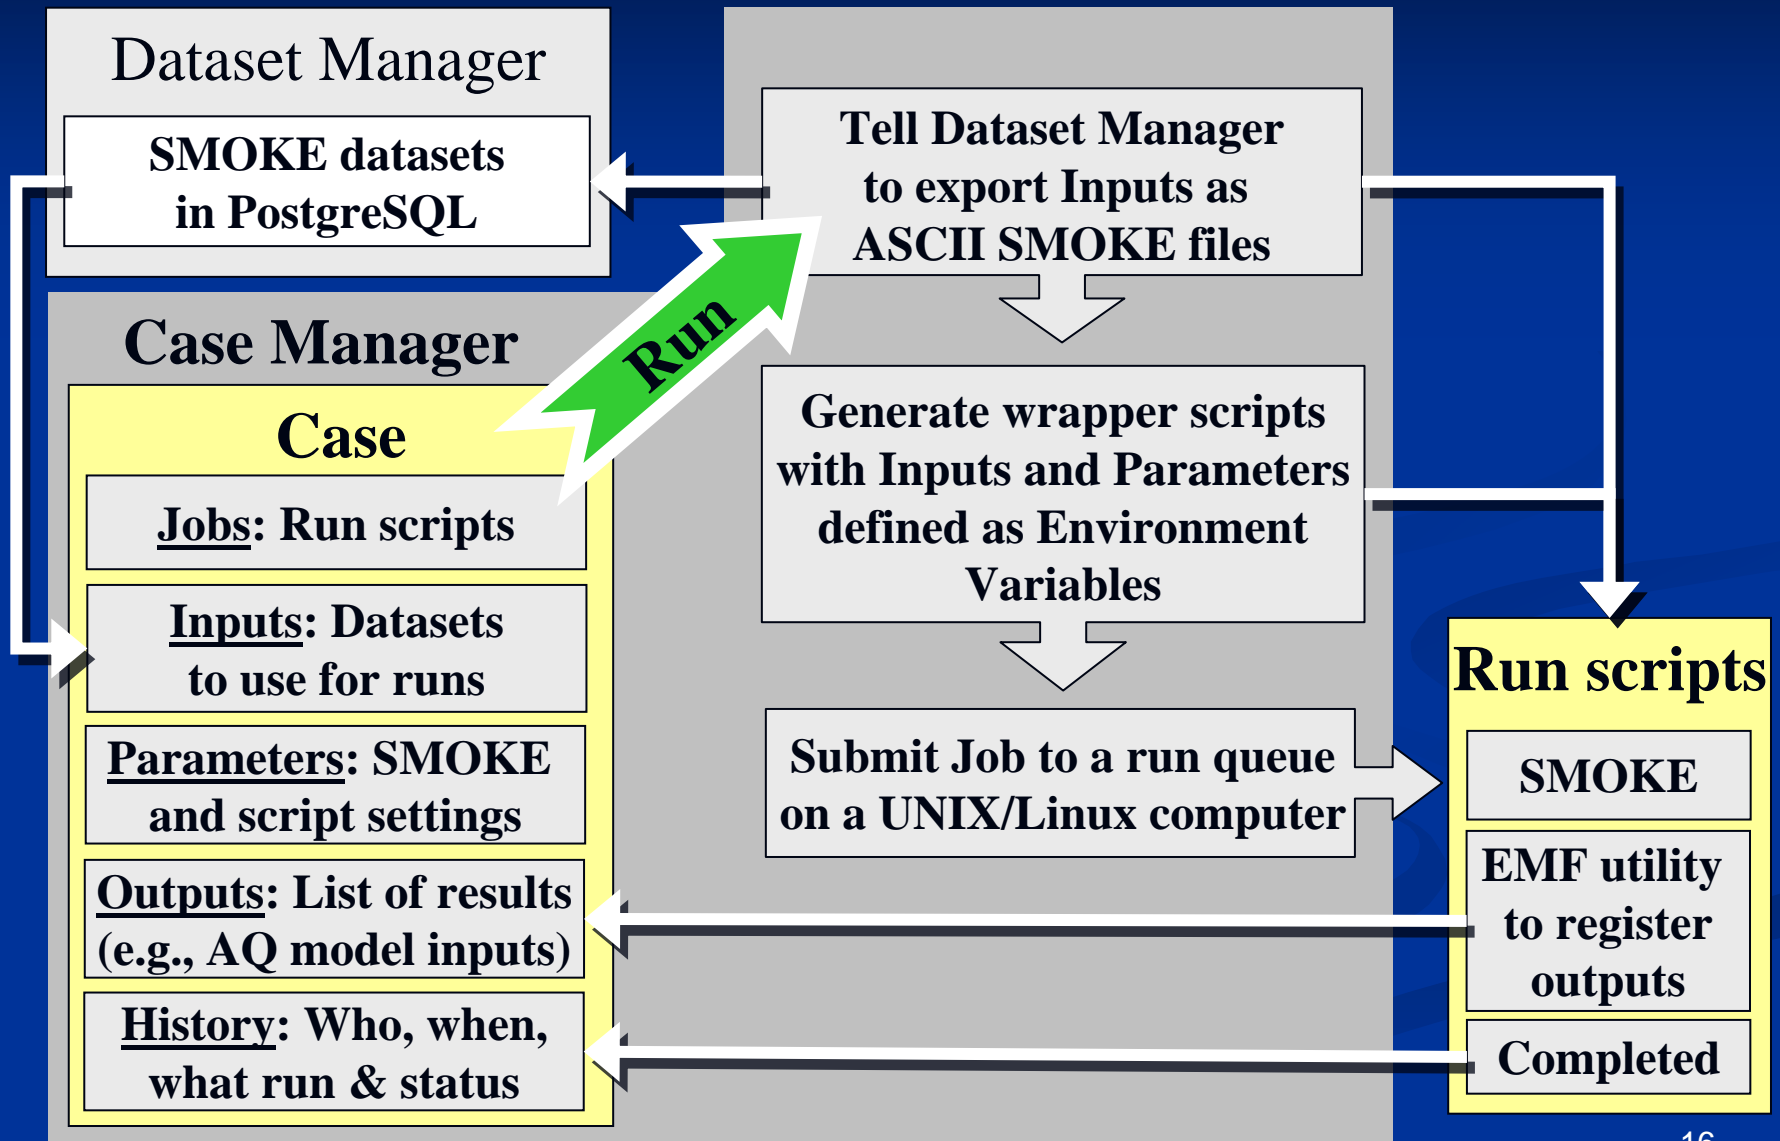 Dataset Manager
SMOKE datasets
in PostgreSQL
Tell Dataset Manager
to export Inputs as
ASCII SMOKE files
Run
Case Manager
Case
Jobs: Run scripts
Inputs: Datasets
to use for runs
Parameters: SMOKE
and script settings
Outputs: List of results
(e.g., AQ model inputs)
History: Who, when,
what run & status
Generate wrapper scripts
with Inputs and Parameters
defined as Environment
Variables
Submit Job to a run queue
on a UNIX/Linux computer
Run scripts
SMOKE
EMF utility
to register
outputs
Completed
16